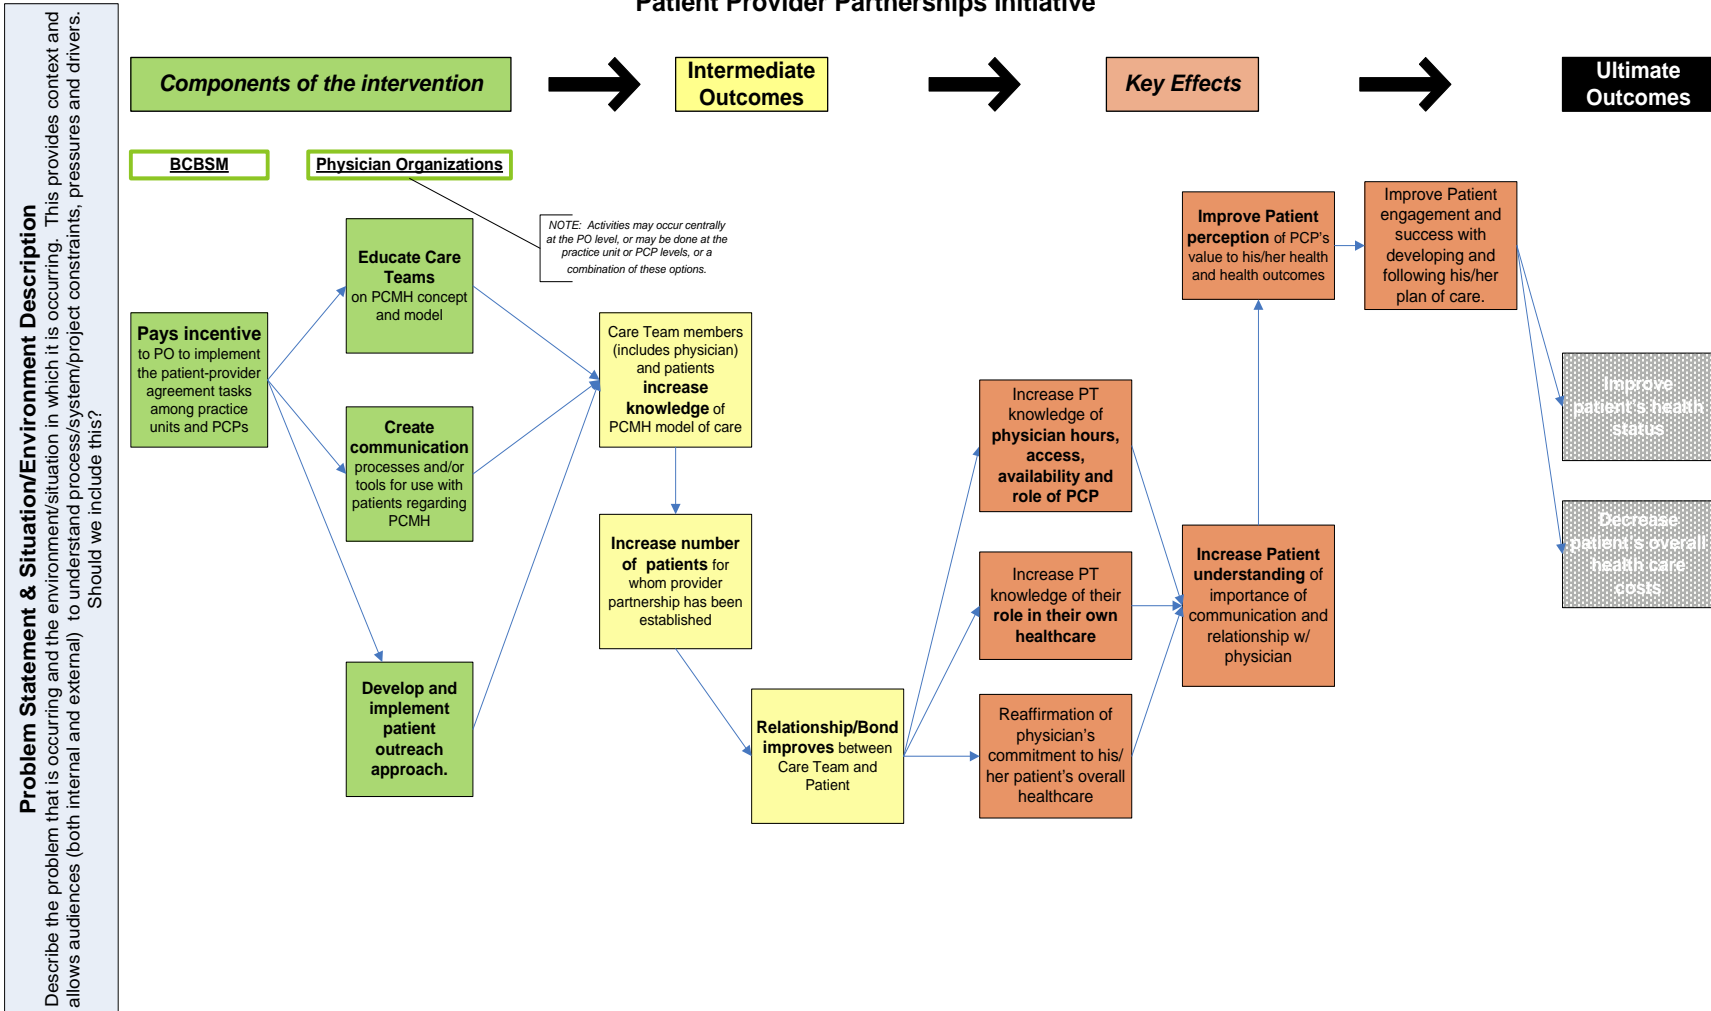 Patient Provider Partnerships Initiative
Problem Statement & Situation/Environment Description
Describe the problem that is occurring and the environment/situation in which it is occurring.  This provides context and
allows audiences (both internal and external)  to understand process/system/project constraints, pressures and drivers.
Should we include this?
Components of the intervention
Intermediate
Outcomes
Key Effects
Ultimate
Outcomes
BCBSM
Physician Organizations
NOTE:  Activities may occur centrally
at the PO level, or may be done at the
practice unit or PCP levels, or a
combination of these options.
Pays incentive
to PO to implement
the patient-provider
agreement tasks
among practice
units and PCPs
Educate Care
Teams
on PCMH concept
and model
Create
communication
processes and/or
tools for use with
patients regarding
PCMH
Develop and
implement
patient
outreach
approach.
Care Team members
(includes physician)
and patients
increase
knowledge of
PCMH model of care
Increase number
of  patients for
whom provider
partnership has been
established
Relationship/Bond
improves between
Care Team and
Patient
Increase PT
knowledge of
physician hours,
access,
availability and
role of PCP
Increase PT
knowledge of their
role in their own
healthcare
Reaffirmation of
physician's
commitment to his/
her patient's overall
healthcare
Increase Patient
understanding of
importance of
communication and
relationship w/
physician
Improve Patient
perception of PCP's
value to his/her health
and health outcomes
Improve Patient
engagement and
success with
developing and
following his/her
plan of care.
Improve
patient's health
status
Decrease
patient's overall
health care
costs